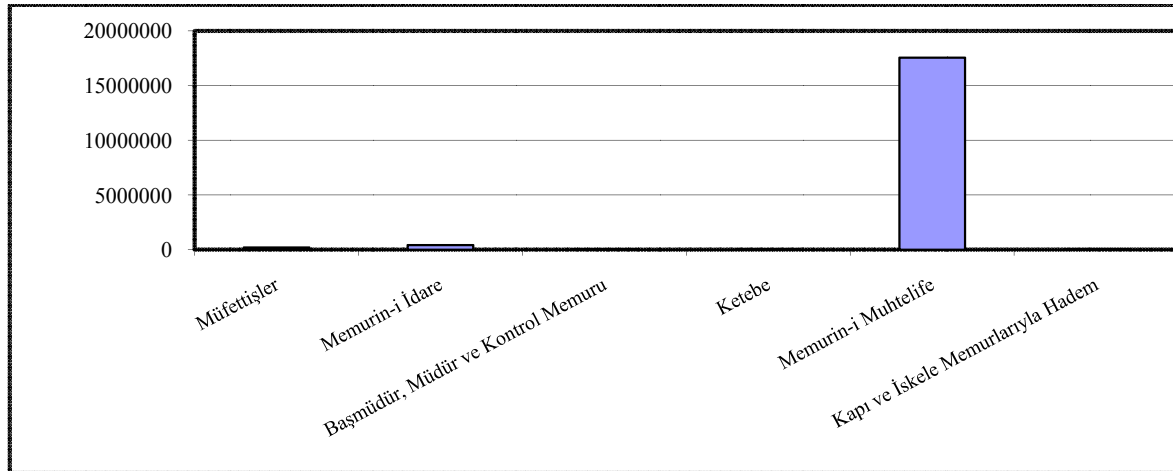 20000000
15000000
10000000
5000000
0
Müfettişler
Memurin-i İdare
Başmüdür, Müdür ve Kontrol Memuru
Ketebe
Memurin-i Muhtelife
Kapı ve İskele Memurlarıyla Hadem